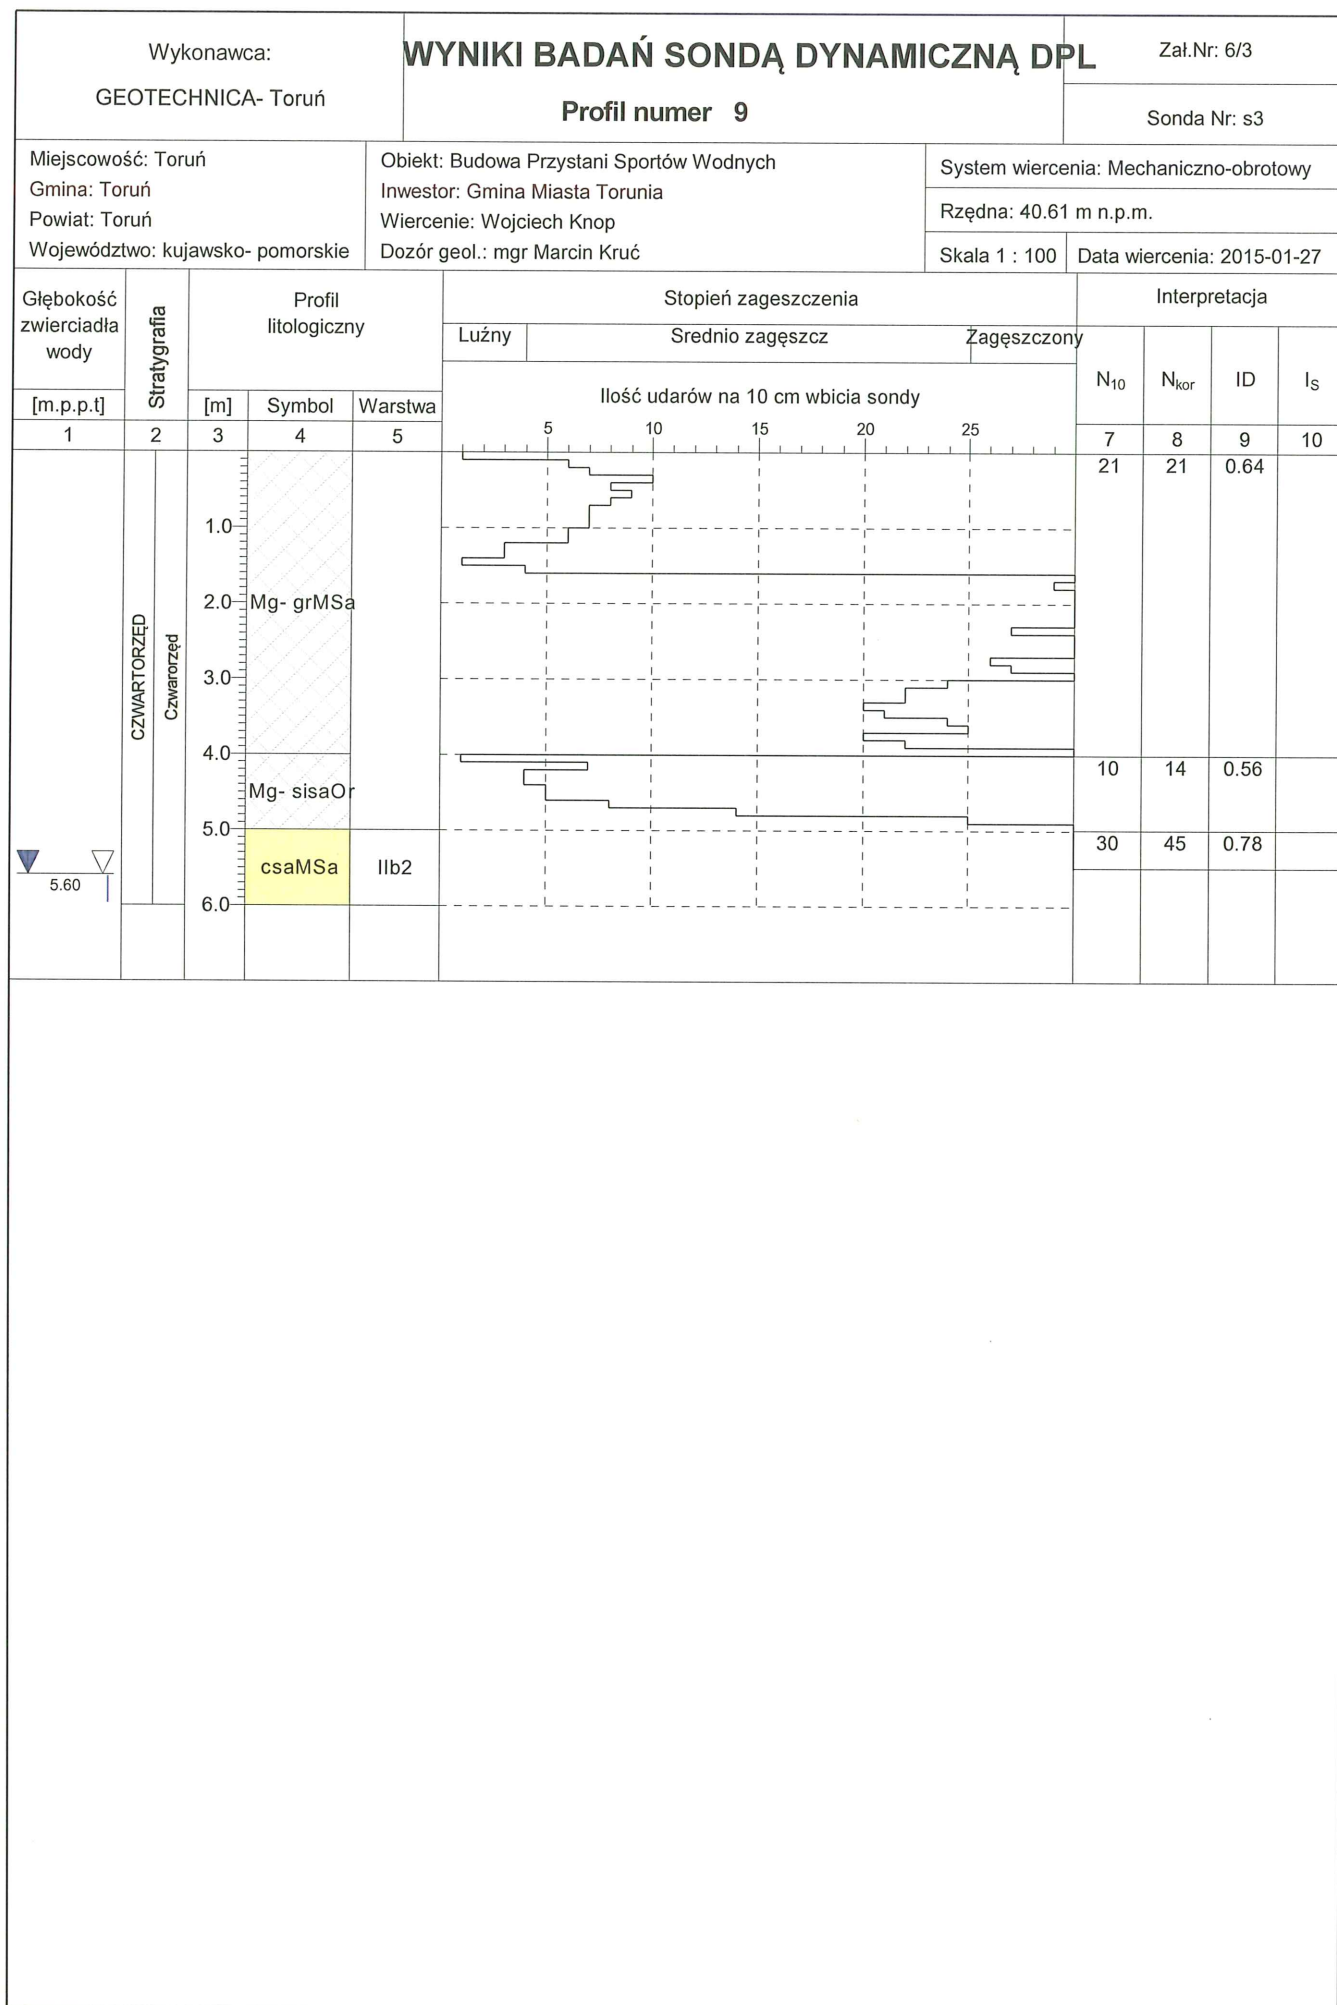 Wykonawca:
GEOTECHNICA- Toruń
WYNIKI BADAŃ SONDĄ DYNAMICZNĄ DPL
Profil numer 9
Zał.Nr: 6/3
Sonda Nr: s3
Miejscowość: Toruń
Gmina: Toruń
Powiat: Toruń
Województwo: kujawsko- pomorskie
Obiekt: Budowa Przystani Sportów Wodnych
Inwestor: Gmina Miasta Torunia
Wiercenie: Wojciech Knop
Dozór geol.: mgr Marcin Kruć
System wiercenia: Mechaniczno-obrotowy
Rzędna: 40.61 m n.p.m.
Skala 1 : 100
Data wiercenia: 2015-01-27
Głębokość
zwierciadła
wody
[m.p.p.t]
Stratygrafia
Profil
litologiczny
[m] Symbol Warstwa
Stopień zageszczenia
Luźny Srednio zagęszcz Zagęszczony
Ilość udarów na 10 cm wbicia sondy
Interpretacja
N10 Nkor ID IS
1 2 3 4 5
5 10 15 20 25
7 8 9 10
21 21 0.64
1.0
2.0 Mg- grMSa
CZWARTORZĘD
Czwarorzęd
3.0
4.0
10 14 0.56
Mg- sisaOr
5.0
30 45 0.78
csaMSa IIb2
5.60
6.0